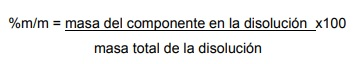 %m/m = masa del componente en la disolución x100
masa total de la disolución